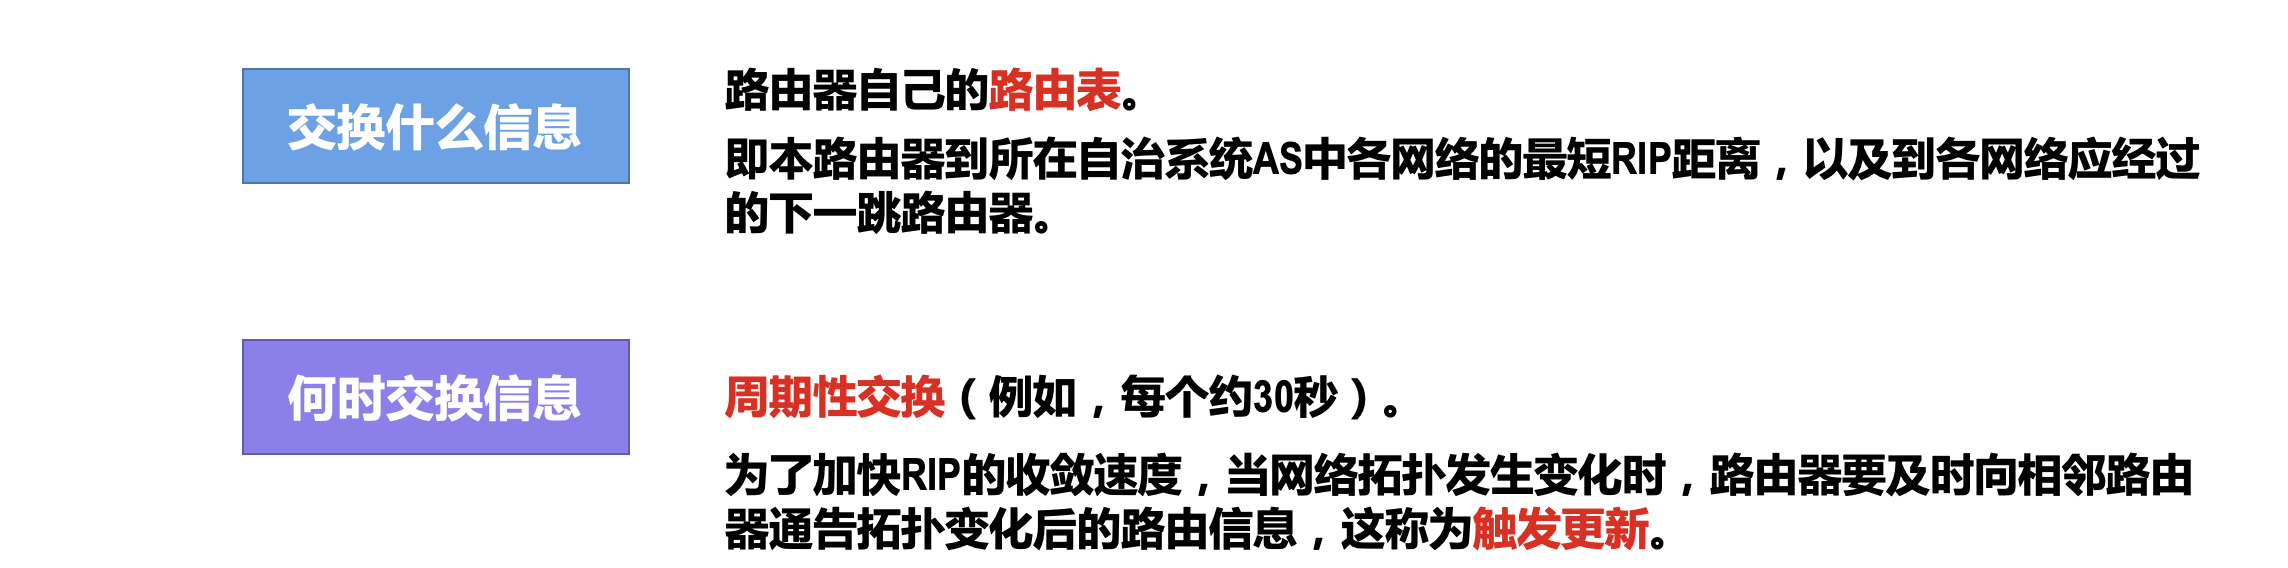 交换什么信息
路由器自己的路由表。
即本路由器到所在自治系统AS中各网络的最短RIP距离，以及到各网络应经过
的下一跳路由器。
何时交换信息
周期性交换（例如，每个约30秒）。
为了加快RIP的收敛速度，当网络拓扑发生变化时，路由器要及时向相邻路由
器通告拓扑变化后的路由信息，这称为触发更新。